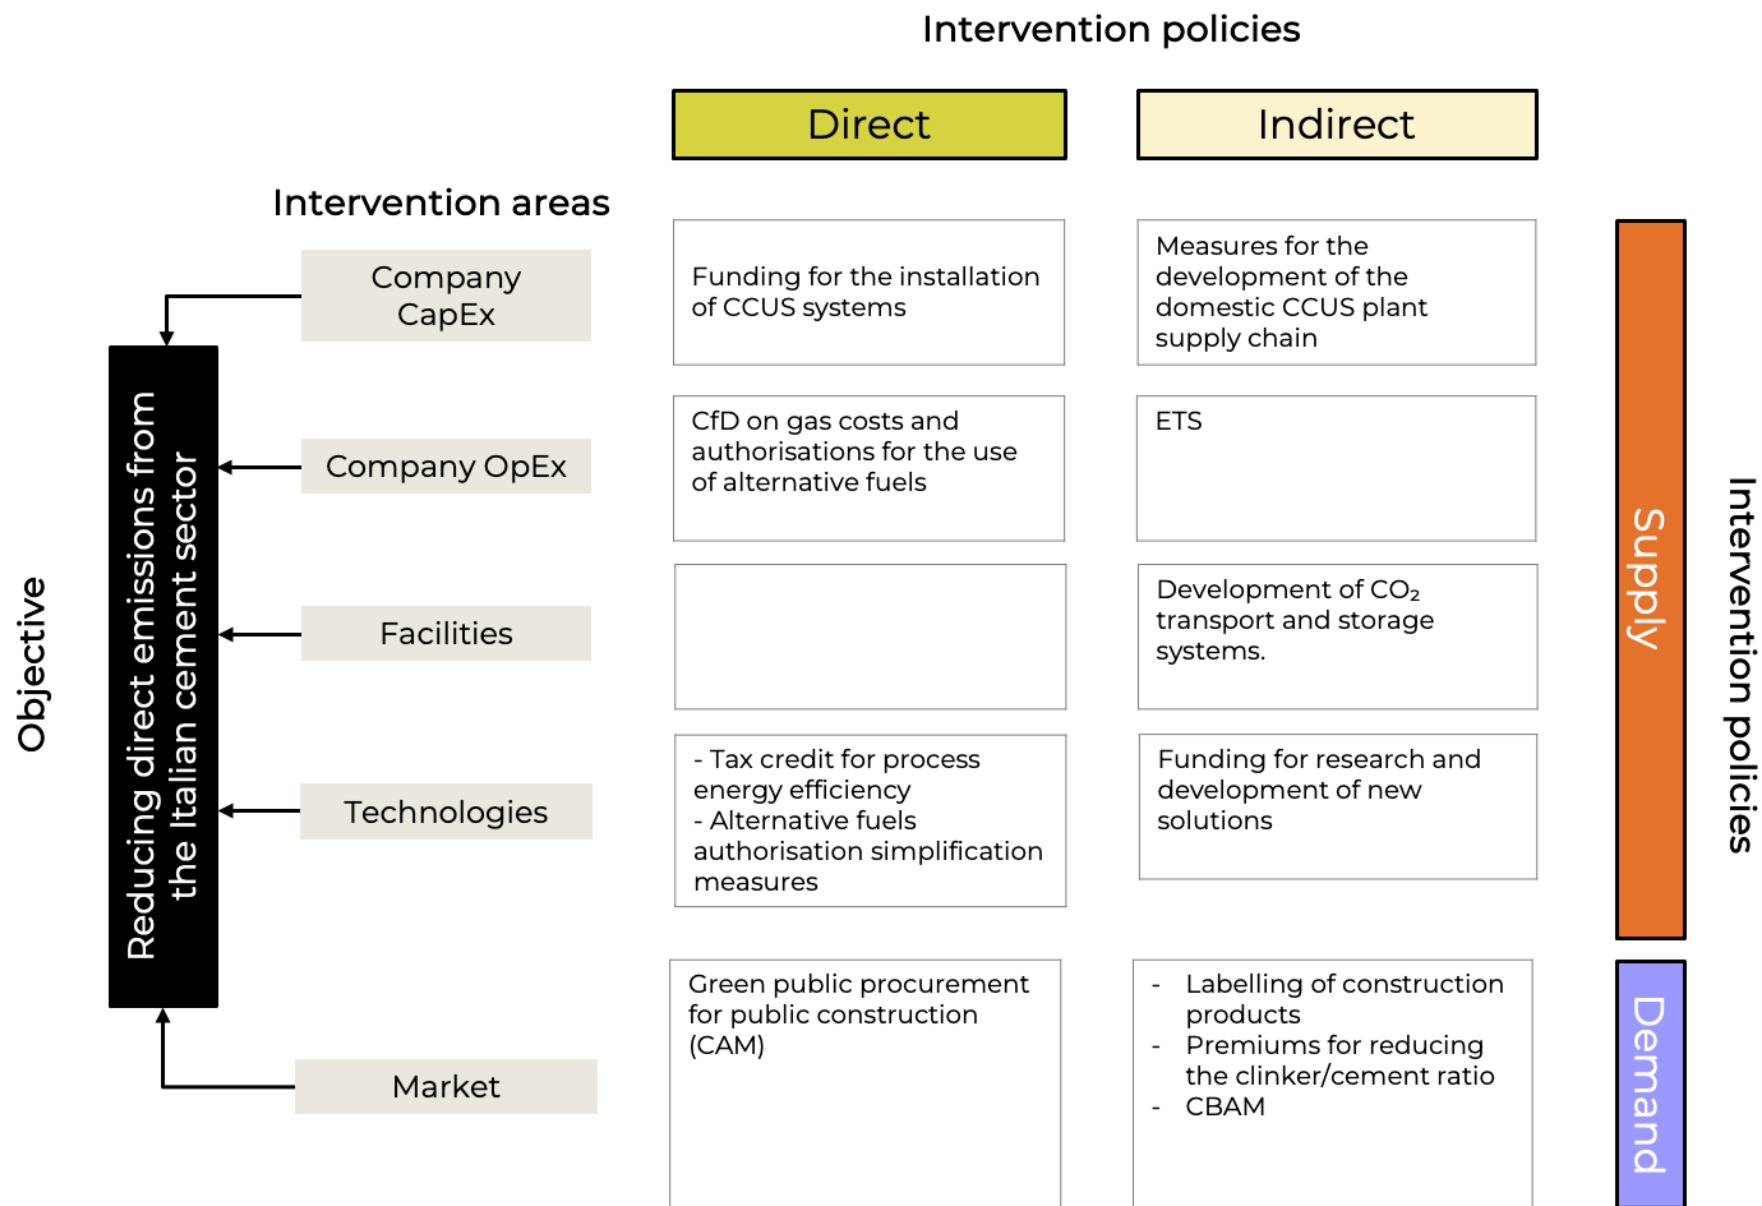 Intervention policies
Direct
Indirect
Intervention areas
Company
CapEx
Funding for the installation
of CCUS systems
Measures for the
development of the
domestic CCUS plant
supply chain
Company OpEx
CfD on gas costs and
authorisations for the use
of alternative fuels
ETS
Facilities
Development of CO₂
transport and storage
systems.
Technologies
- Tax credit for process
energy efficiency
- Alternative fuels
authorisation simplification
measures
Funding for research and
development of new
solutions
Market
Green public procurement
for public construction
(CAM)
- Labelling of construction
products
- Premiums for reducing
the clinker/cement ratio
- CBAM
Objective
Reducing direct emissions from
the Italian cement sector
Supply
Demand
Intervention policies